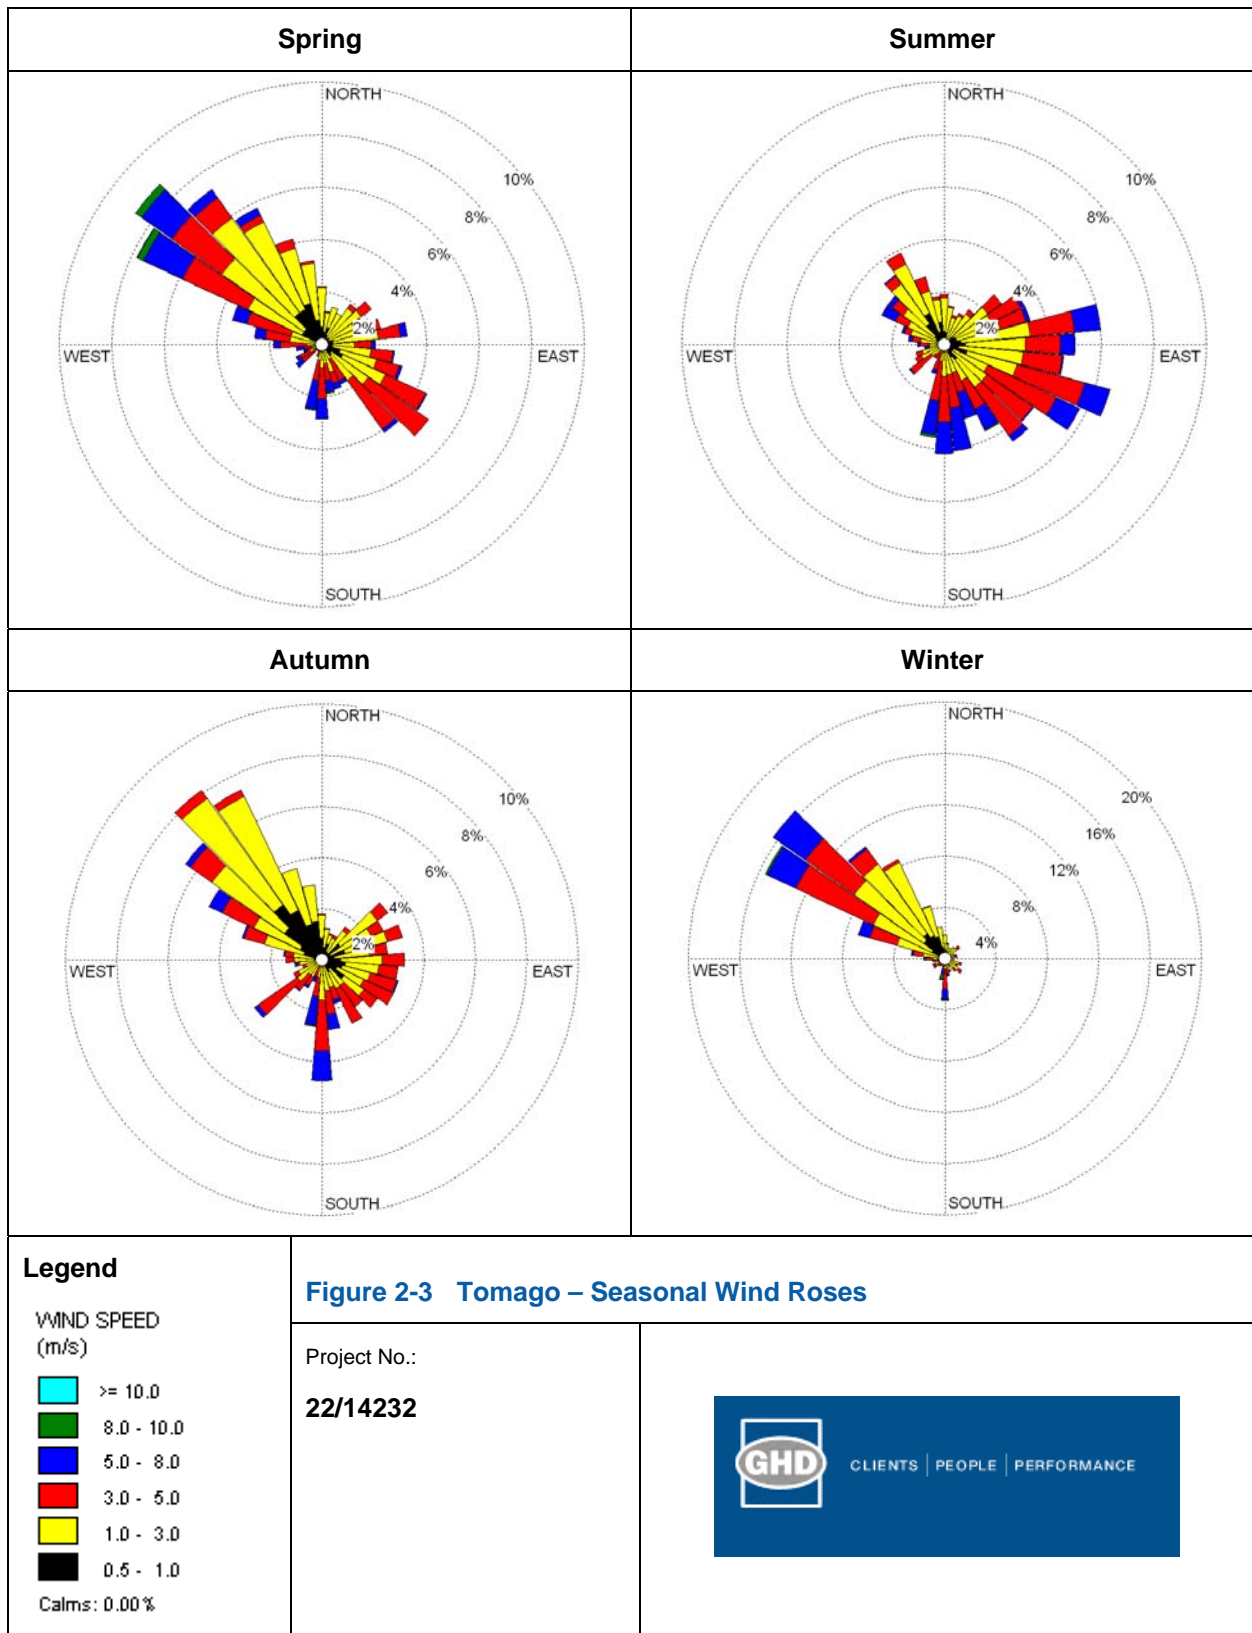 Spring
Summer
NORTH
10%
8%
6%
4%
2%
WEST
EAST
SOUTH
NORTH
10%
8%
6%
4%
2%
WEST
EAST
SOUTH
Autumn
Winter
NORTH
10%
8%
6%
4%
2%
WEST
EAST
SOUTH
NORTH
20%
16%
12%
8%
4%
WEST
EAST
SOUTH
Legend
WIND SPEED
(m/s)
>= 10.0
8.0 - 10.0
5.0 - 8.0
3.0 - 5.0
1.0 - 3.0
0.5 - 1.0
Calms: 0.00%
Figure 2-3 Tomago – Seasonal Wind Roses
Project No.:
22/14232
GHD CLIENTS | PEOPLE | PERFORMANCE